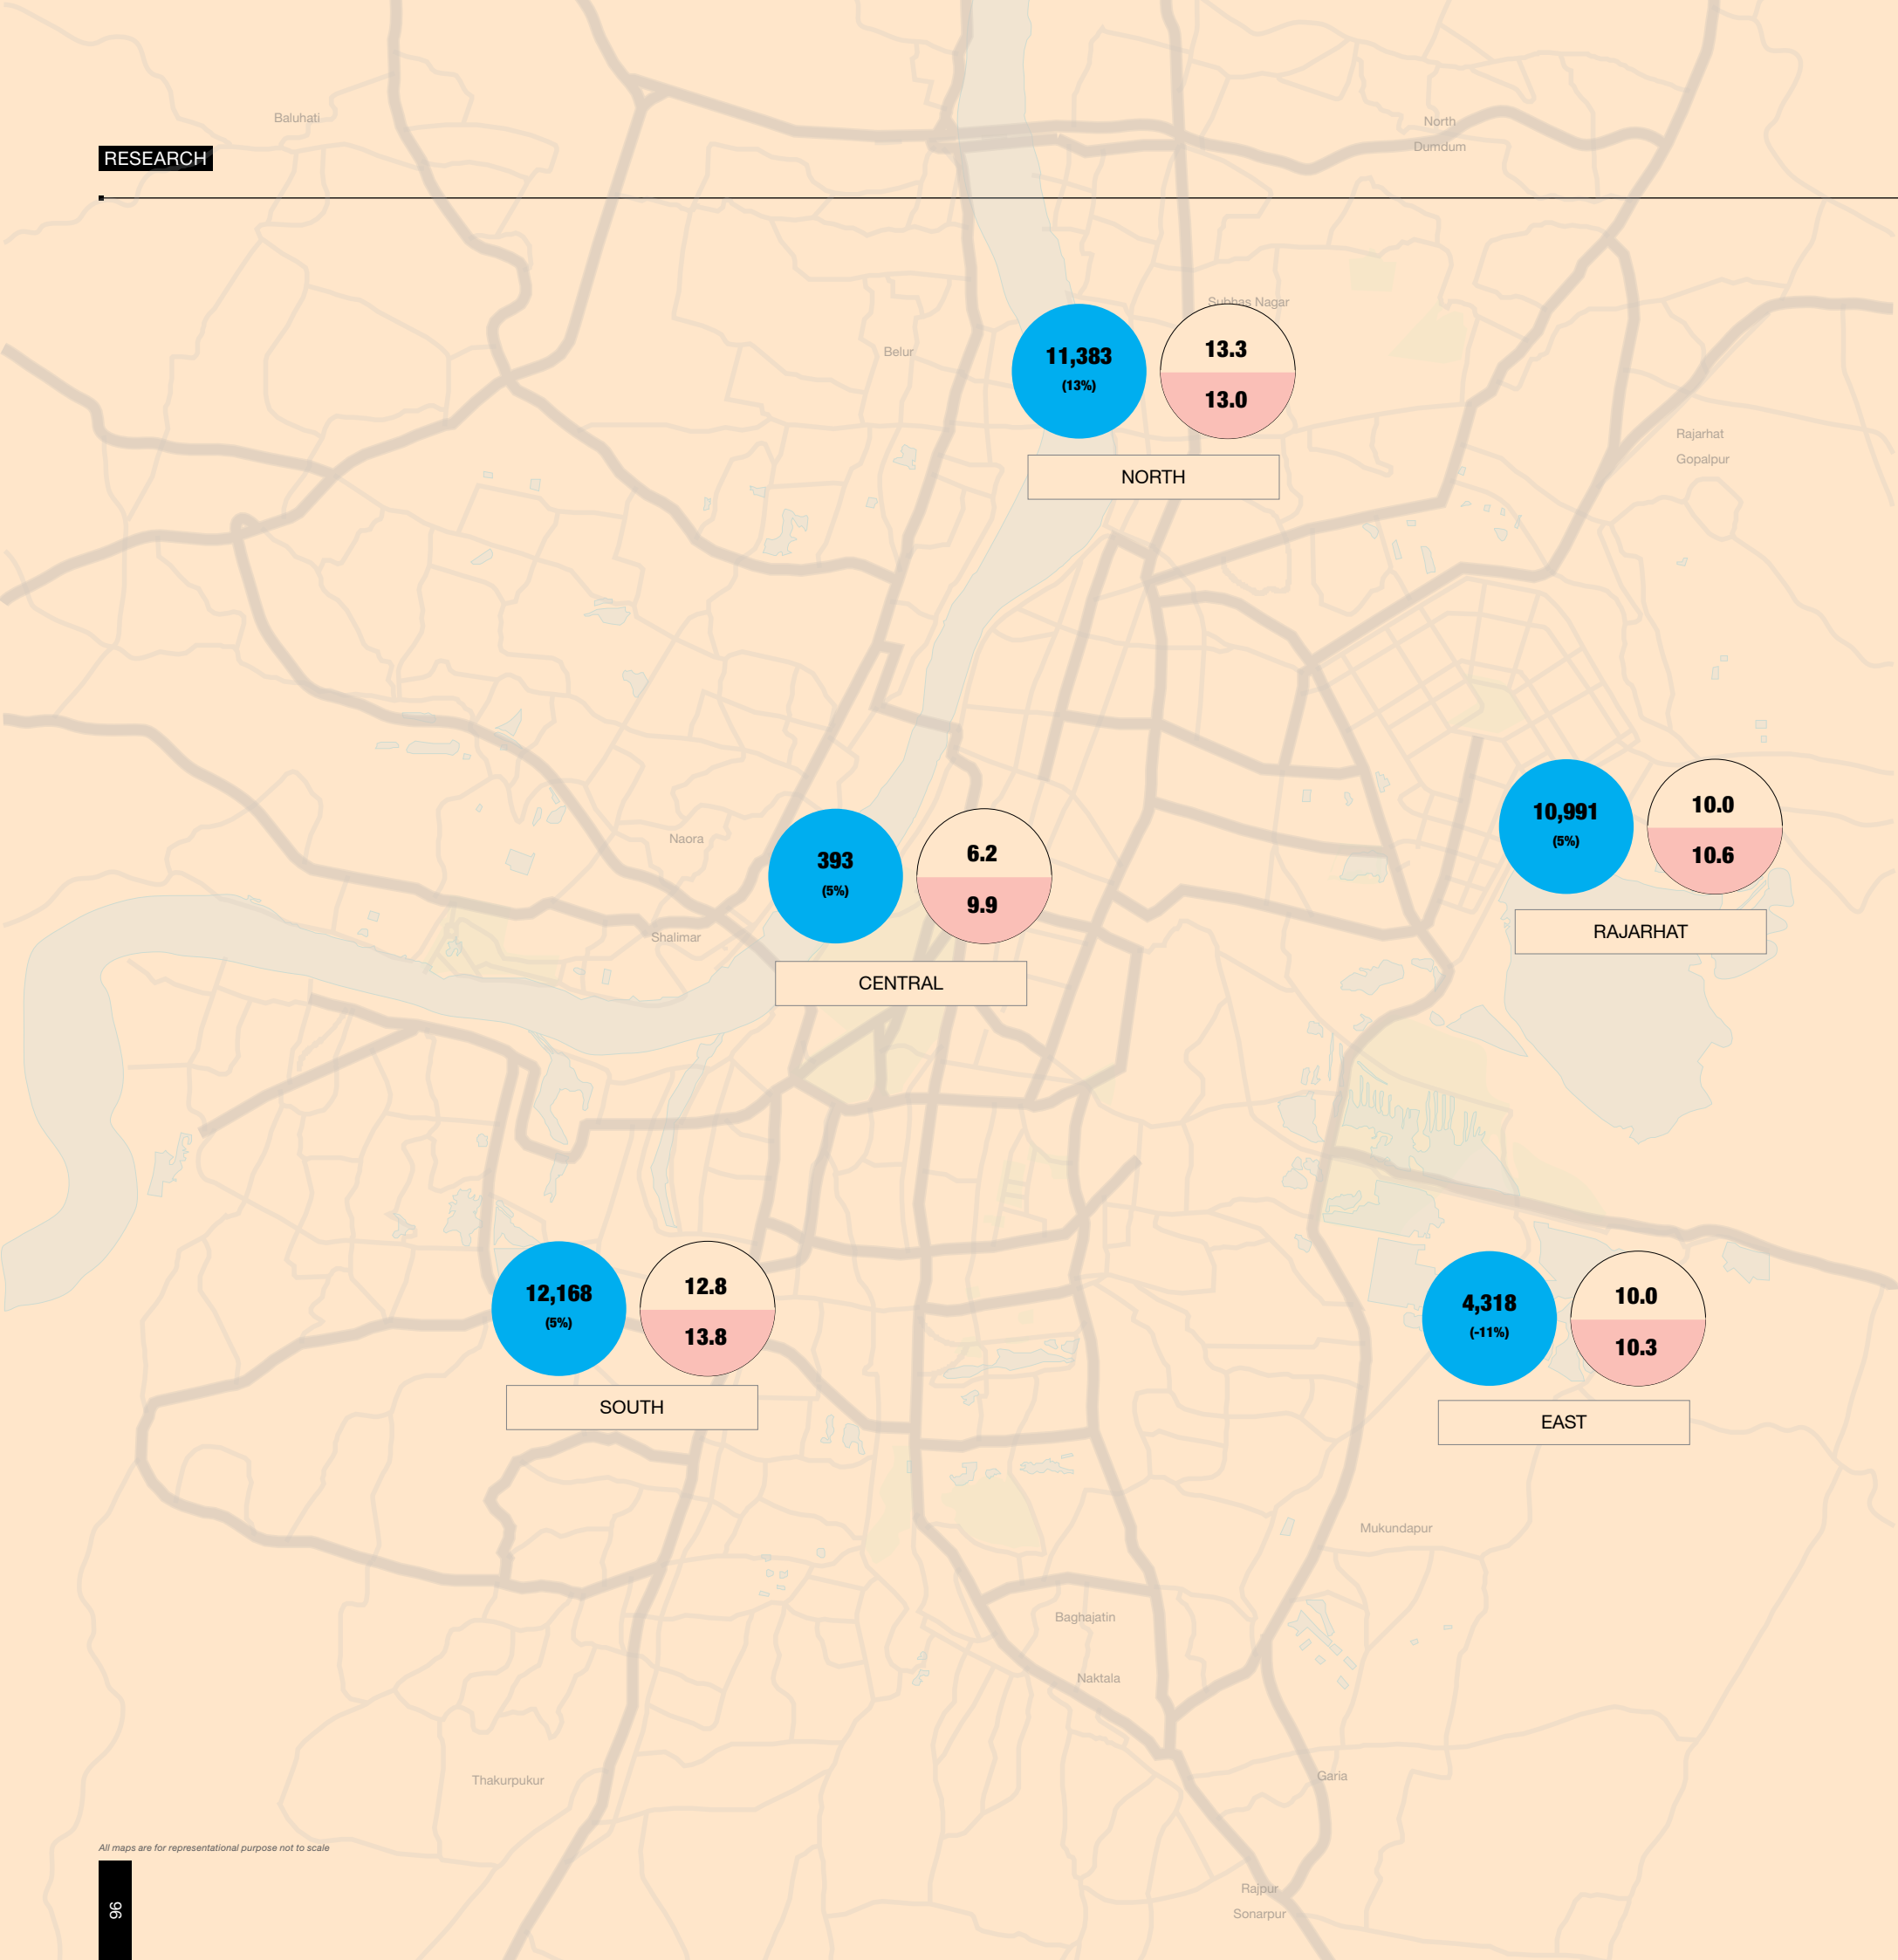 Baluhati
North
Dumdum
RESEARCH
Subhas Nagar
Belur
11,383
(13%)
13.3
13.0
NORTH
Rajarhat
Gopalpur
10,991
(5%)
10.0
10.6
RAJARHAT
Naora
393
(5%)
6.2
9.9
CENTRAL
Shalimar
12,168
(5%)
12.8
13.8
SOUTH
4,318
(-11%)
10.0
10.3
EAST
Mukundapur
Baghajatin
Naktala
Thakurpukur
Garia
All maps are for representational purpose not to scale
Rajpur
Sonarpur
96